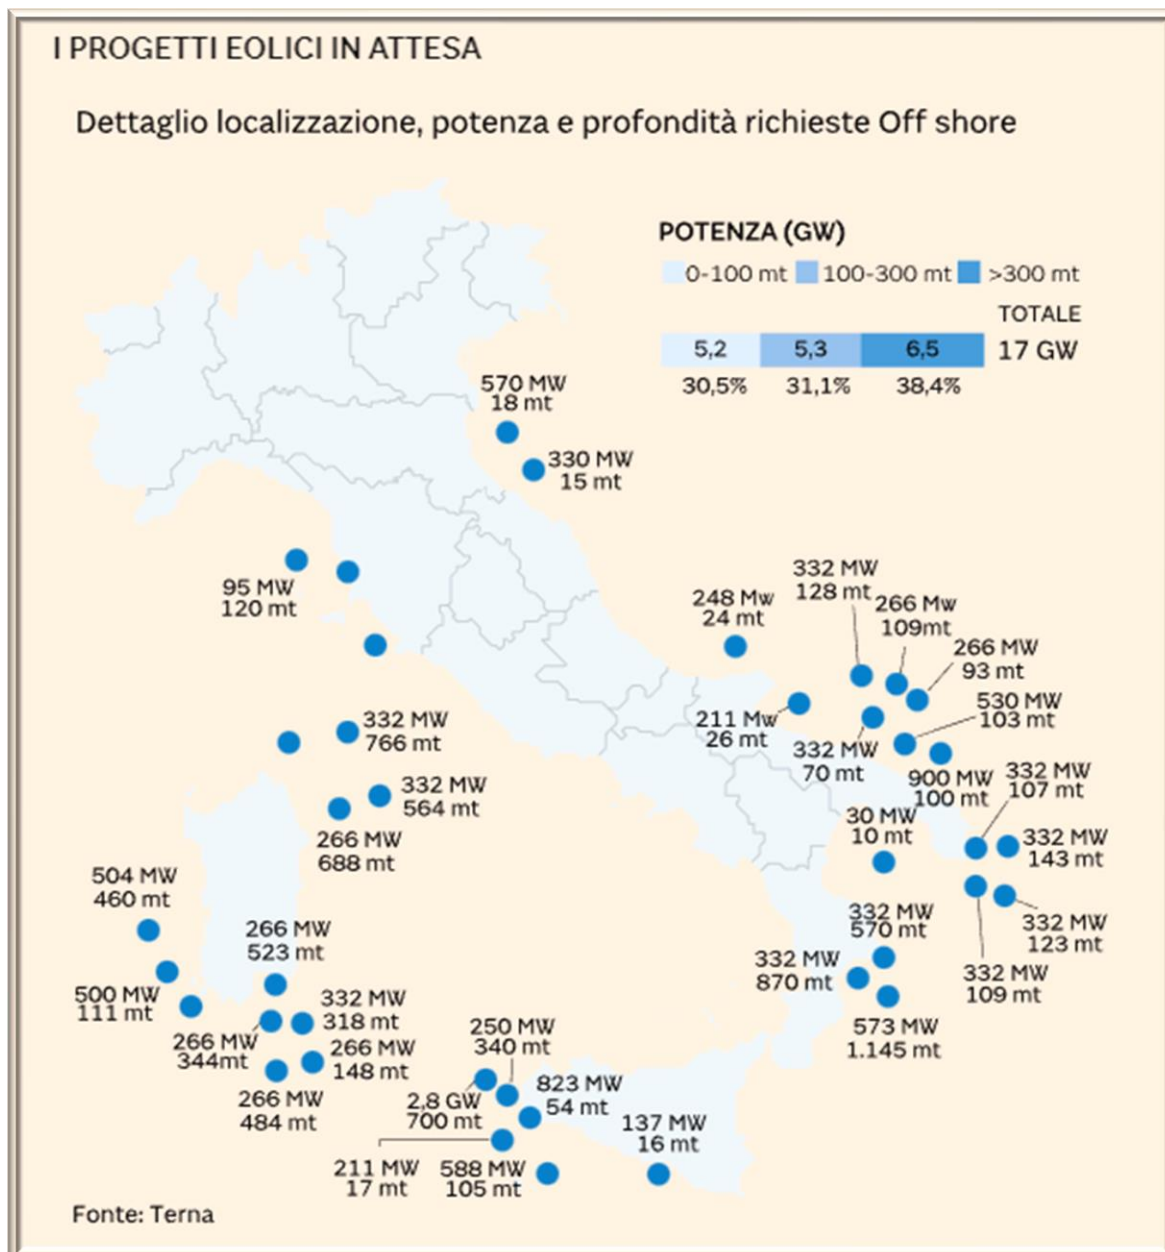 I PROGETTI EOLICI IN ATTESA
Dettaglio localizzazione, potenza e profondità richieste Off shore
POTENZA (GW)
0-100 mt 100-300 mt >300 mt
TOTALE
5,2 5,3 6,5 17 GW
30,5% 31,1% 38,4%
570 MW
18 mt
330 MW
15 mt
95 MW
120 mt
332 MW
128 mt
248 Mw
24 mt
266 Mw
109mt
266 MW
93 mt
530 MW
103 mt
211 Mw
26 mt
332 MW
70 mt
900 MW
100 mt
332 MW
107 mt
332 MW
766 mt
332 MW
564 mt
266 MW
688 mt
30 MW
10 mt
332 MW
143 mt
504 MW
460 mt
266 MW
523 mt
332 MW
570 mt
332 MW
123 mt
332 MW
870 mt
332 MW
109 mt
500 MW
111 mt
332 MW
318 mt
266 MW
344mt
266 MW
148 mt
573 MW
1.145 mt
250 MW
340 mt
266 MW
484 mt
2,8 GW
700 mt
823 MW
54 mt
137 MW
16 mt
211 MW
17 mt
588 MW
105 mt
Fonte: Terna